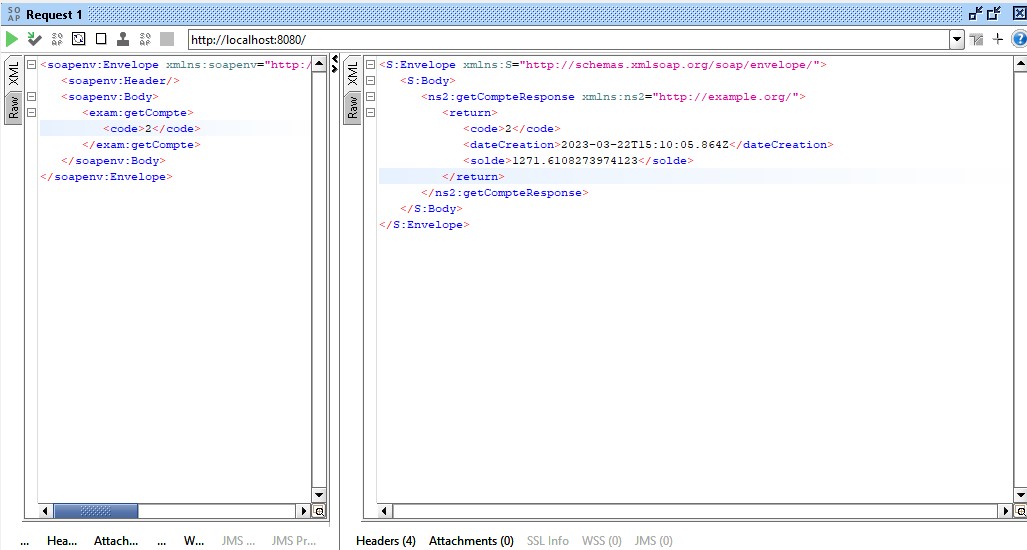 SO AP Request 1
SO AP
SO AP
http://localhost:8080/
?
XML
Raw
<soapenv:Envelope xmlns:soapenv="http:/
<soapenv:Header/>
<soapenv:Body>
<exam:getCompte>
<code>2</code>
</exam:getCompte>
</soapenv:Body>
</soapenv:Envelope>
XML
Raw
<S:Envelope xmlns:S="http://schemas.xmlsoap.org/soap/envelope/">
<S:Body>
<ns2:getCompteResponse xmlns:ns2="http://example.org/">
<return>
<code>2</code>
<dateCreation>2023-03-22T15:10:05.864Z</dateCreation>
<solde>1271.6108273974123</solde>
</return>
</ns2:getCompteResponse>
</S:Body>
</S:Envelope>
... Hea... Attach... ... W... JMS ... JMS Pr...
Headers (4) Attachments (0) SSL Info WSS (0) JMS (0)